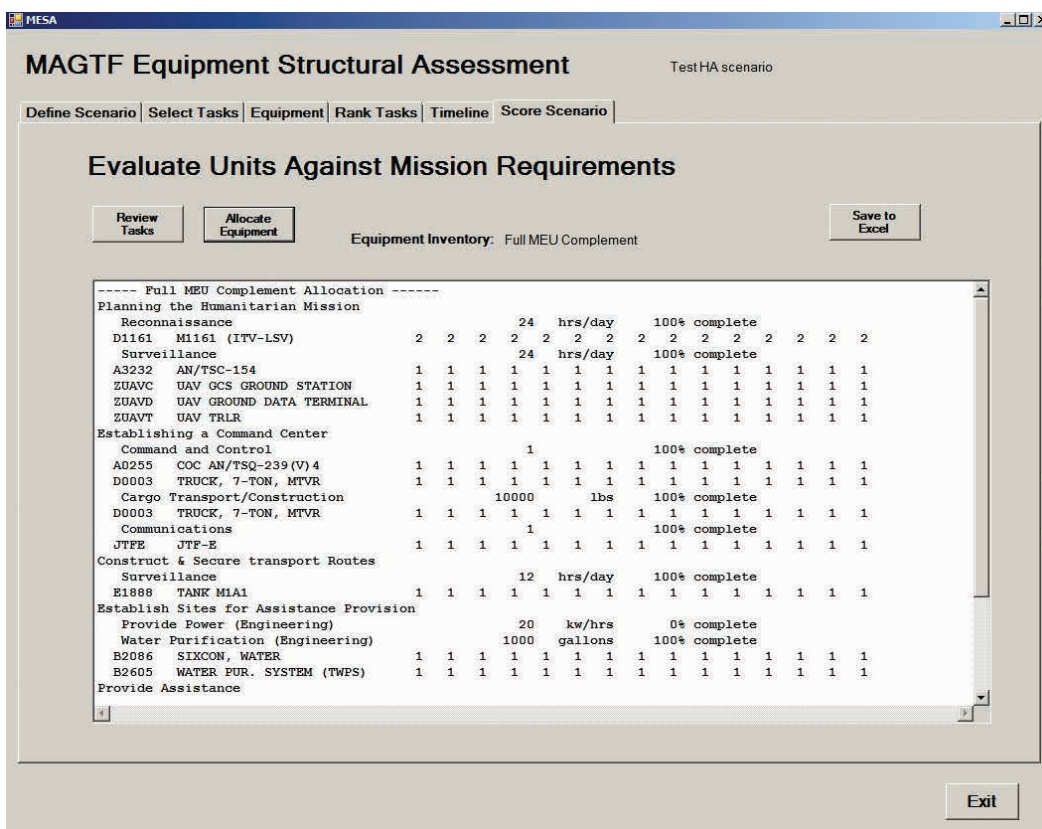 MESA
MAGTF Equipment Structural Assessment Test HA scenario
Define Scenario Select Tasks Equipment Rank Tasks Timeline Score Scenario
Evaluate Units Against Mission Requirements
Review Tasks
Allocate Equipment
Equipment Inventory: Full MEU Complement
Save to Excel
----- Full MEU Complement Allocation ------
Planning the Humanitarian Mission
Reconnaissance 24 hrs/day 100% complete
D1161 M1161 (ITV-LSV) 2 2 2 2 2 2 2 2 2 2 2 2 2 2 2
Surveillance 24 hrs/day 100% complete
A3232 AN/TSC-154 1 1 1 1 1 1 1 1 1 1 1 1 1 1 1
ZUAVC UAV GCS GROUND STATION 1 1 1 1 1 1 1 1 1 1 1 1 1 1 1
ZUAVD UAV GROUND DATA TERMINAL 1 1 1 1 1 1 1 1 1 1 1 1 1 1 1
ZUAVT UAV TRLR 1 1 1 1 1 1 1 1 1 1 1 1 1 1 1
Establishing a Command Center
Command and Control 1 100% complete
A0255 COC AN/TSQ-239(V)4 1 1 1 1 1 1 1 1 1 1 1 1 1 1 1
D0003 TRUCK, 7-TON, MTVR 1 1 1 1 1 1 1 1 1 1 1 1 1 1 1
Cargo Transport/Construction 10000 lbs 100% complete
D0003 TRUCK, 7-TON, MTVR 1 1 1 1 1 1 1 1 1 1 1 1 1 1 1
Communications 1 100% complete
JTFE JTF-E 1 1 1 1 1 1 1 1 1 1 1 1 1 1 1
Construct & Secure transport Routes
Surveillance 12 hrs/day 100% complete
E1888 TANK M1A1 1 1 1 1 1 1 1 1 1 1 1 1 1 1 1
Establish Sites for Assistance Provision
Provide Power (Engineering) 20 kw/hrs 0% complete
Water Purification (Engineering) 1000 gallons 100% complete
B2086 SIXCON, WATER 1 1 1 1 1 1 1 1 1 1 1 1 1 1 1
B2605 WATER PUR. SYSTEM (TWPS) 1 1 1 1 1 1 1 1 1 1 1 1 1 1 1
Provide Assistance
Exit